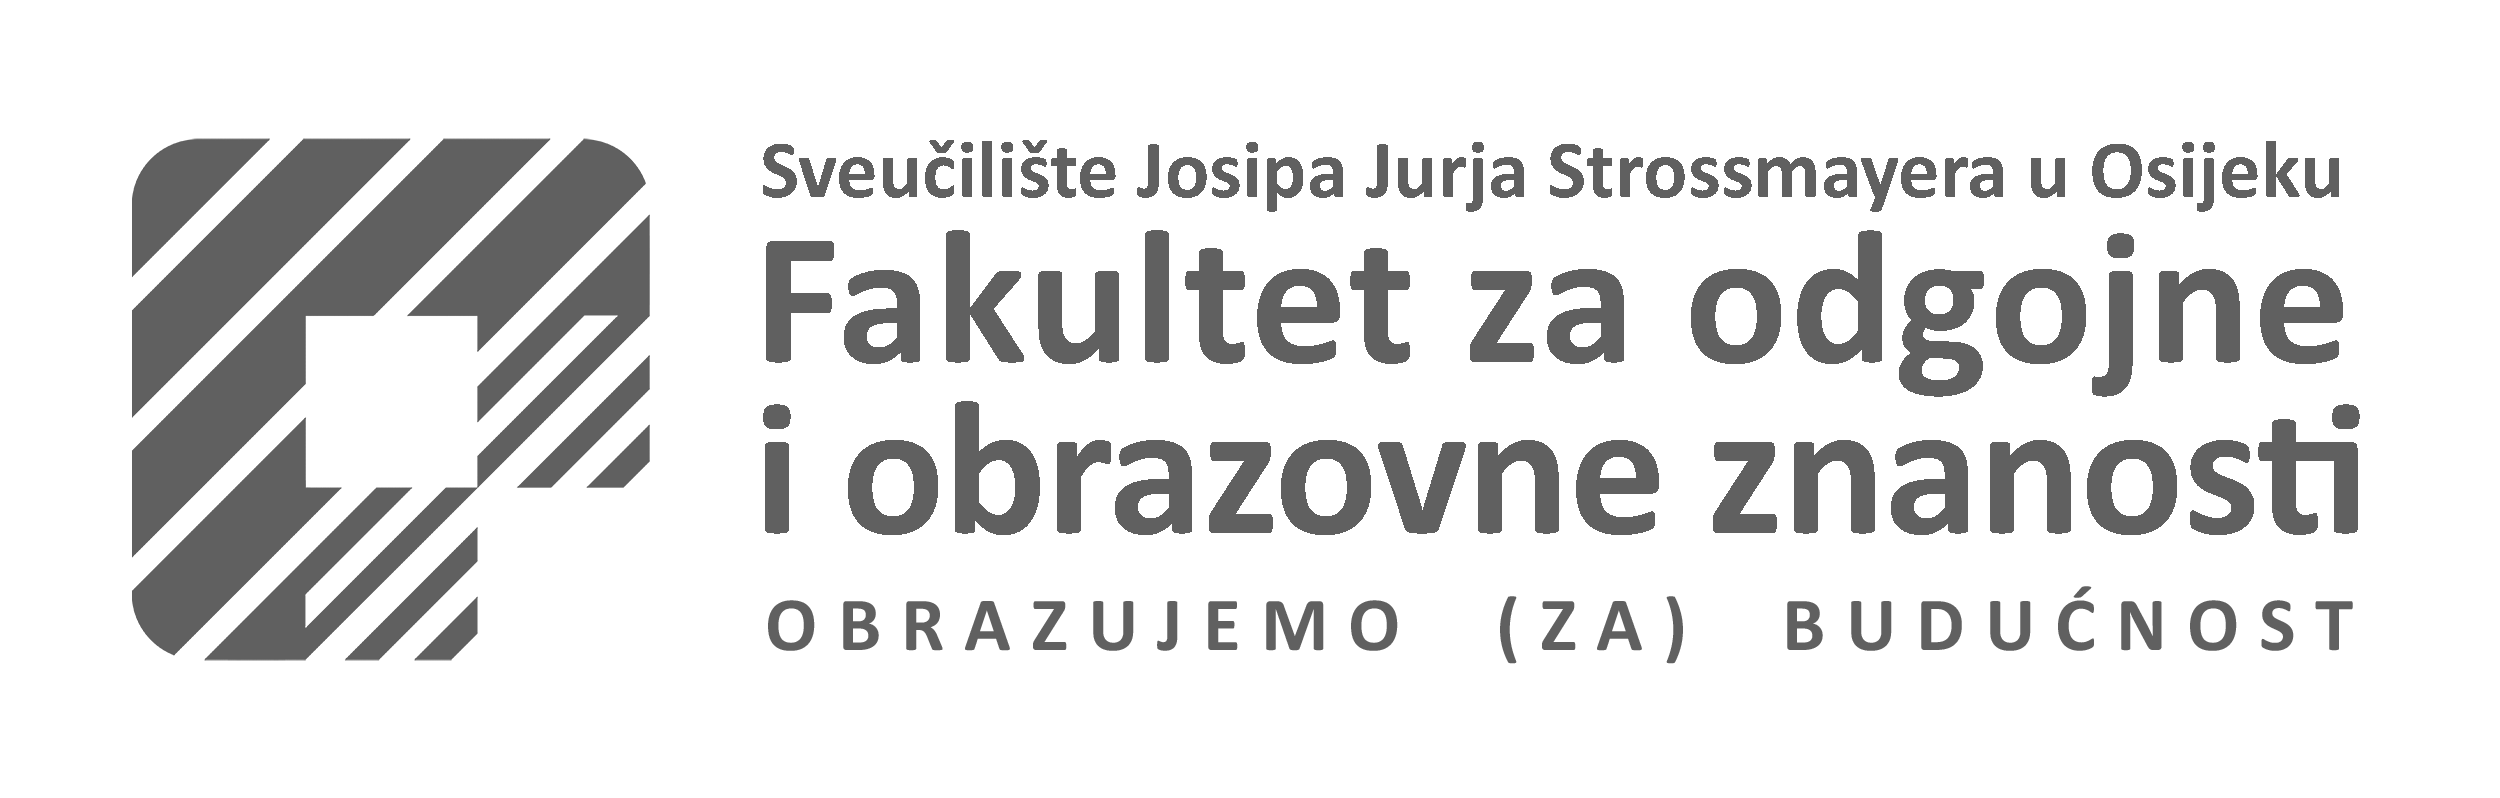 Sveučilište Josipa Jurja Strossmayera u Osijeku
Fakultet za odgojne
i obrazovne znanosti
OBRAZUJEMO (ZA) BUDUĆNOST